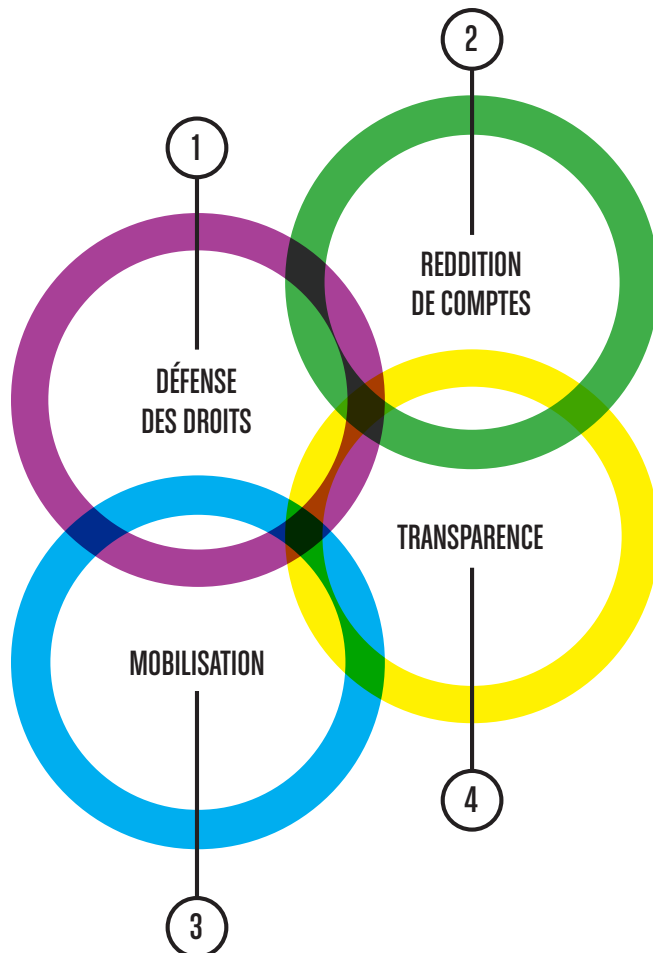 1
DÉFENSE
DES DROITS
2
REDDITION
DE COMPTES
MOBILISATION
3
TRANSPARENCE
4